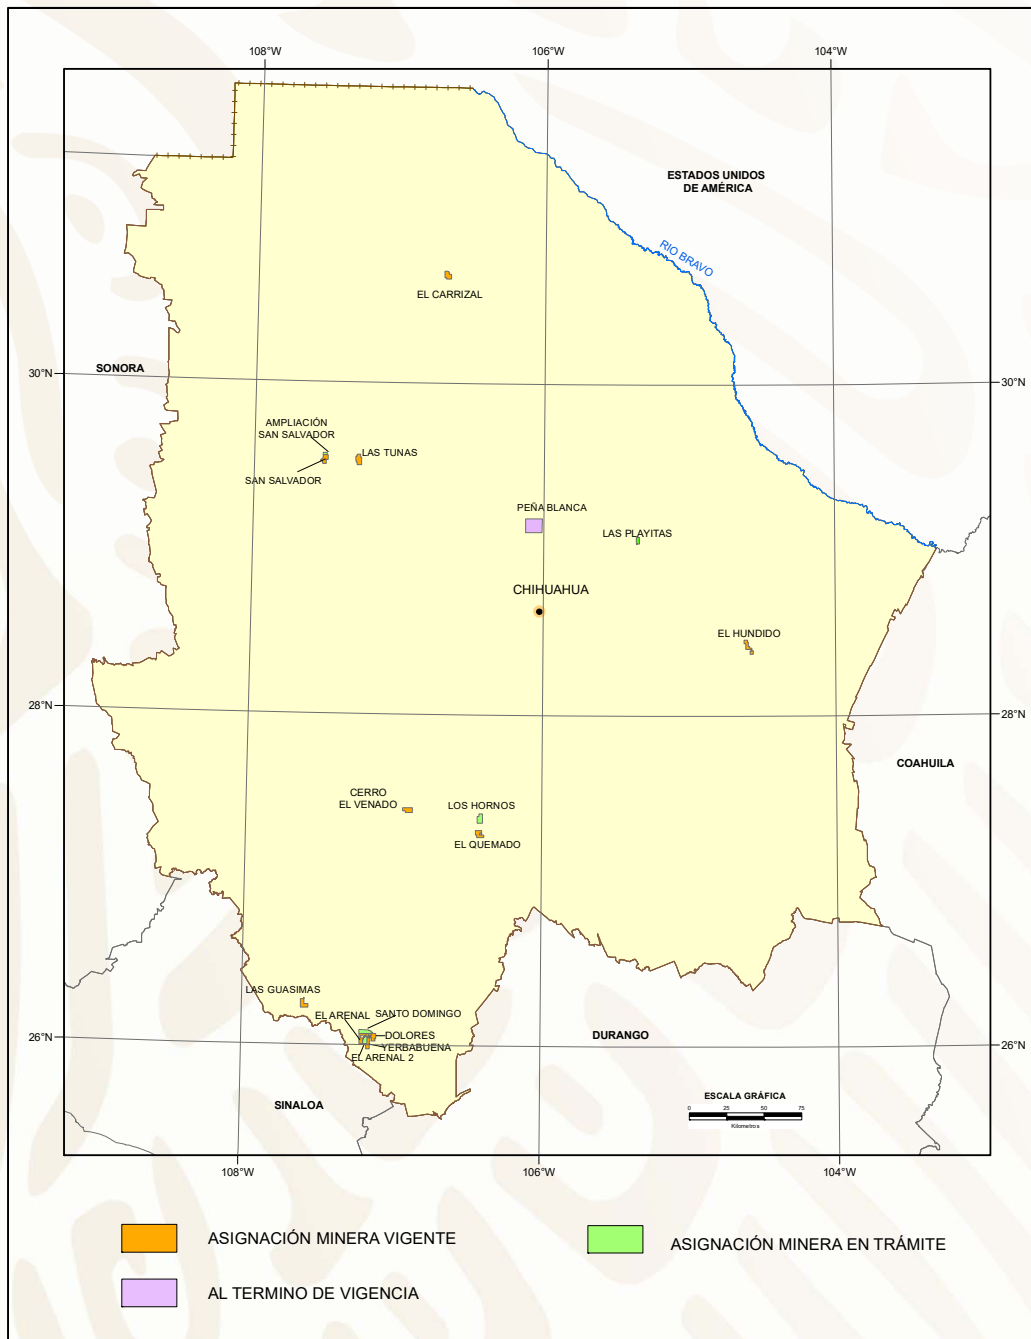 108°W
106°W
104°W
ESTADOS UNIDOS
DE AMÉRICA
RIO BRAVO
EL CARRIZAL
SONORA
30°N
30°N
AMPLIACIÓN
SAN SALVADOR
LAS TUNAS
SAN SALVADOR
PEÑA BLANCA
LAS PLAYITAS
CHIHUAHUA
EL HUNDIDO
28°N
28°N
COAHUILA
CERRO
EL VENADO
LOS HORNOS
EL QUEMADO
LAS GUASIMAS
EL ARENAL
SANTO DOMINGO
DOLORES
YERBABUENA
EL ARENAL 2
26°N
26°N
DURANGO
SINALOA
ESCALA GRÁFICA
0 25 50 75
Kilometros
108°W
106°W
104°W
ASIGNACIÓN MINERA VIGENTE
ASIGNACIÓN MINERA EN TRÁMITE
AL TERMINO DE VIGENCIA